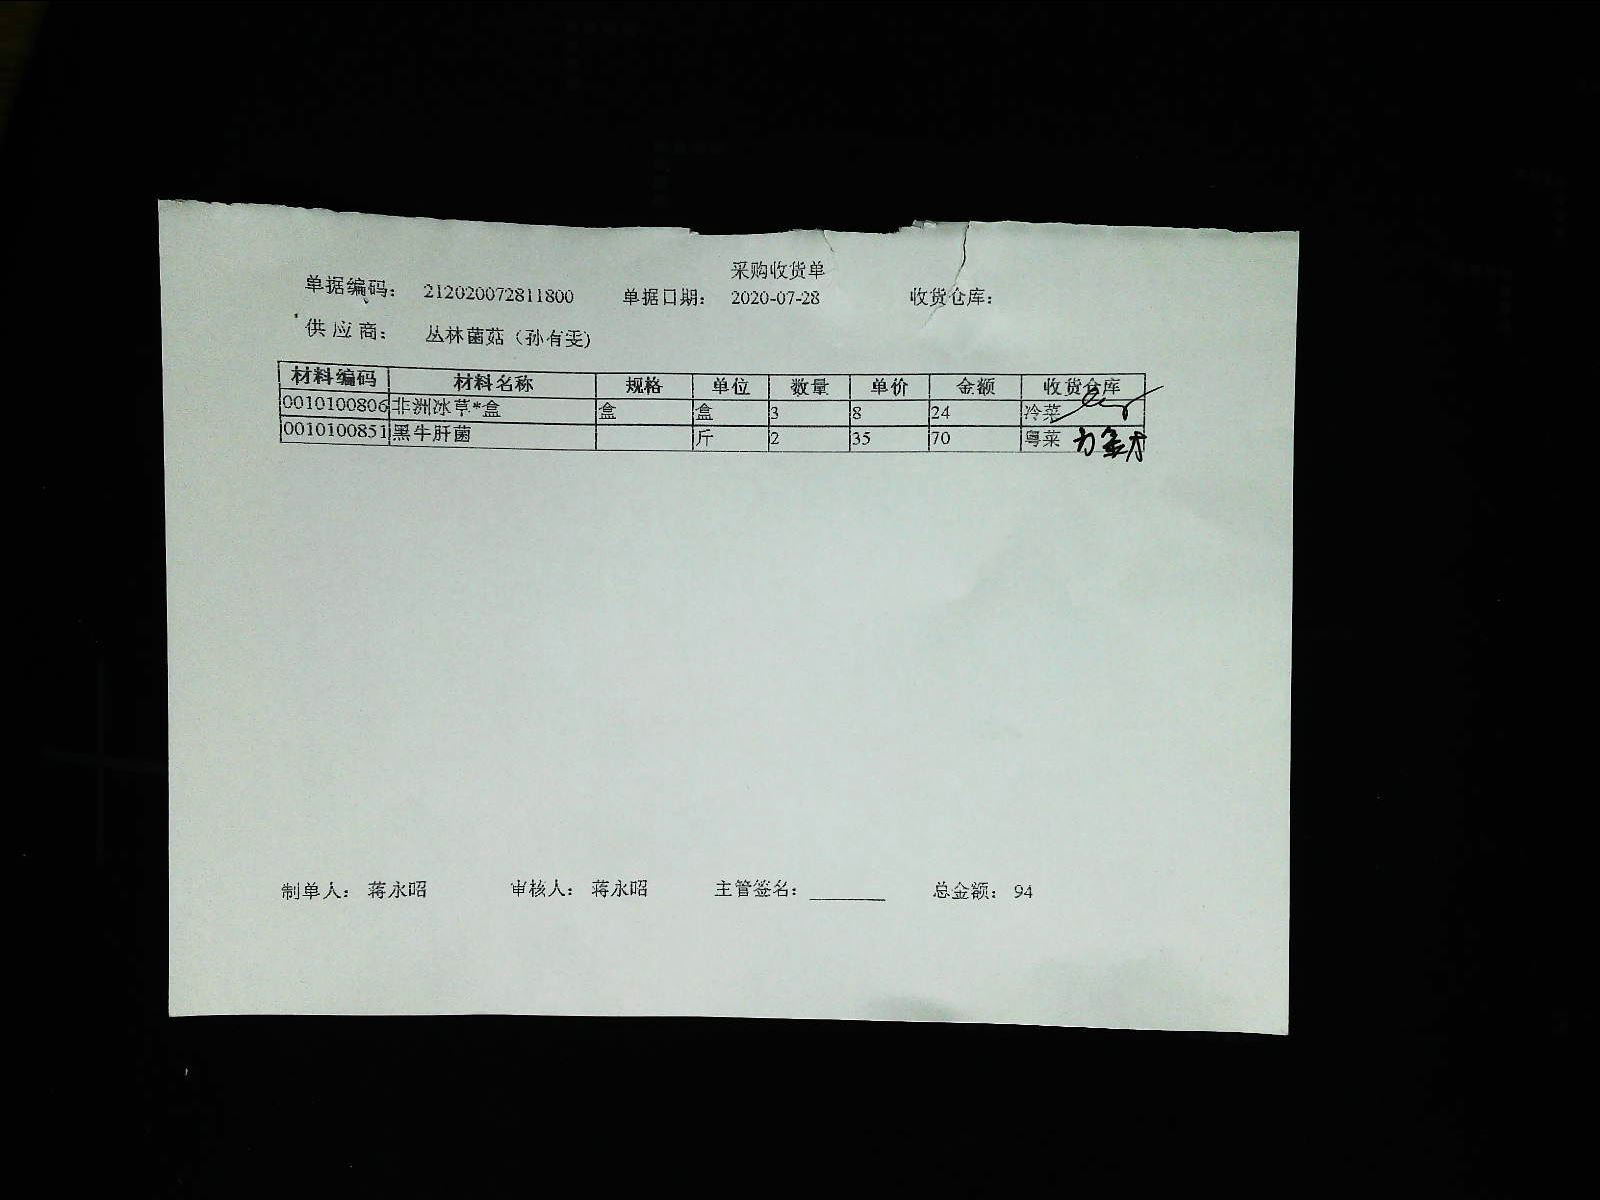 采购收货单
单据编码： 212020072811800 单据日期： 2020-07-28 收货仓库：
供 应 商： 丛林菌菇（孙有雯）
材料编码 材料名称 规格 单位 数量 单价 金额 收货仓库
0010100806 非洲冰草*盒 盒 盒 3 8 24 冷菜
0010100851 黑牛肝菌 斤 2 35 70 粤菜
制单人： 蒋永昭 审核人： 蒋永昭 主管签名： 总金额： 94